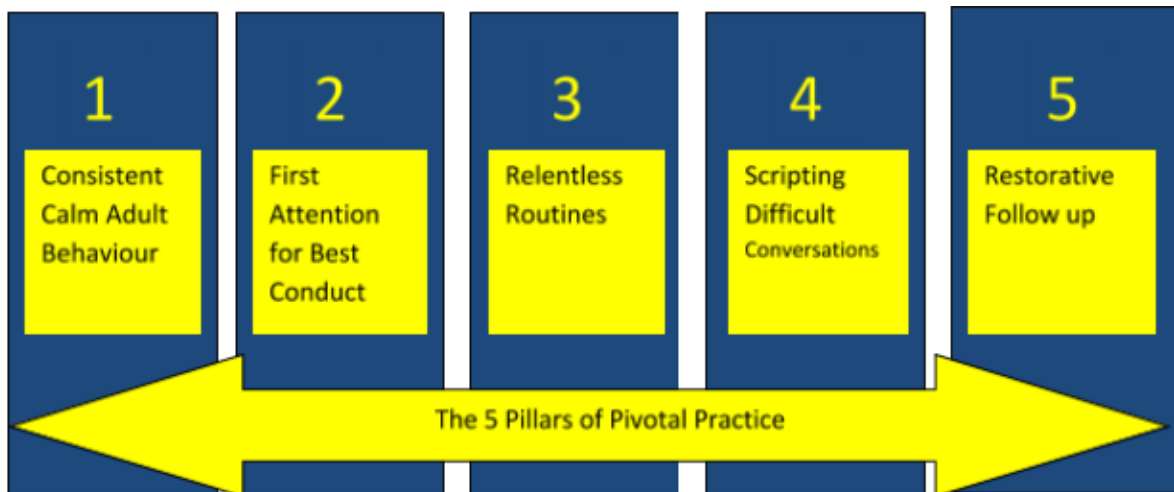 1
Consistent
Calm Adult
Behaviour
2
First
Attention
for Best
Conduct
3
Relentless
Routines
4
Scripting
Difficult
Conversations
5
Restorative
Follow up
The 5 Pillars of Pivotal Practice